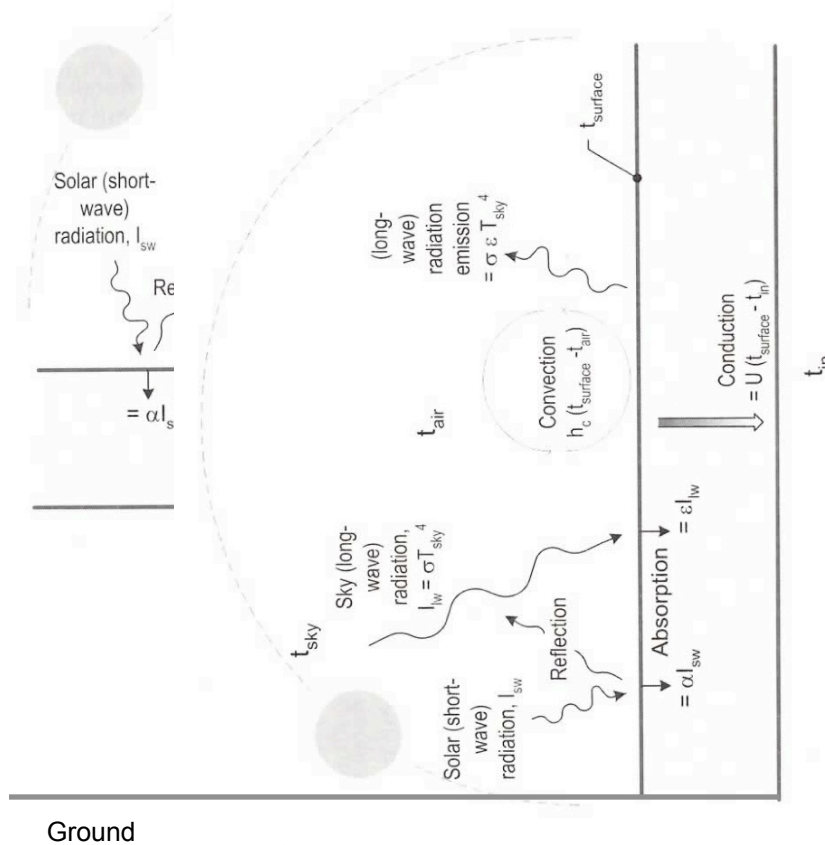 Solar (short-
wave)
radiation, I_sw
Re
= αI_s
t_sky
Solar (short-
wave)
radiation, I_sw
Reflection
Sky (long-
wave)
radiation,
I_lw = σT_sky^4
t_air
Convection
h_c (t_surface - t_air)
(long-
wave)
radiation
emission
= σ ε T_sky^4
t_surface
Absorption
= αI_sw
= εI_lw
Conduction
= U (t_surface - t_in)
t_in
Ground